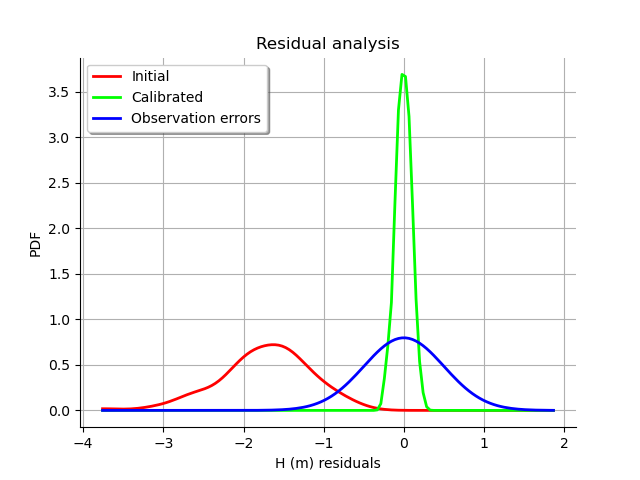 Residual analysis
Initial
Calibrated
Observation errors
PDF
3.5
3.0
2.5
2.0
1.5
1.0
0.5
0.0
−4 −3 −2 −1 0 1 2
H (m) residuals